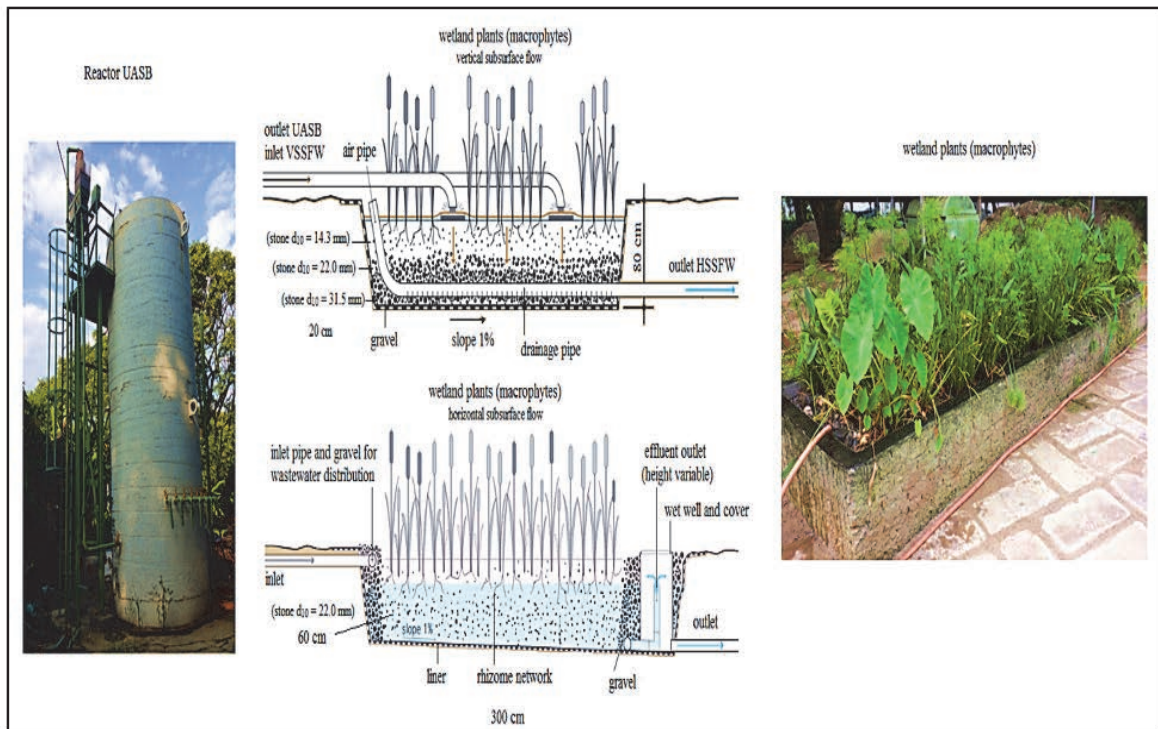 Reactor UASB
wetland plants (macrophytes)
vertical subsurface flow
outlet UASB
inlet VSSFW
air pipe
(stone d10 = 14.3 mm)
(stone d10 = 22.0 mm)
(stone d10 = 31.5 mm)
20 cm
gravel
slope 1%
drainage pipe
80 cm
outlet HSSFW
wetland plants (macrophytes)
horizontal subsurface flow
inlet pipe and gravel for
wastewater distribution
effluent outlet
(height variable)
wet well and cover
inlet
(stone d10 = 22.0 mm)
60 cm
slope 1%
liner
rhizome network
gravel
outlet
300 cm
wetland plants (macrophytes)